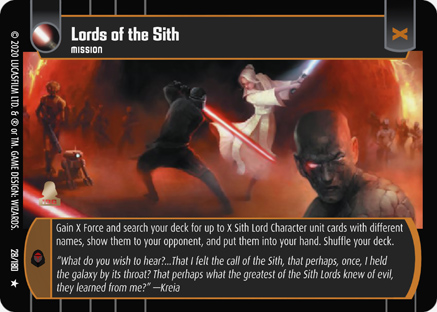 Lords of the Sith
MISSION
X
© 2020 LUCASFILM LTD. & ® OR TM. GAME DESIGN: WIZARDS.
Gain X Force and search your deck for up to X Sith Lord Character unit cards with different
names, show them to your opponent, and put them into your hand. Shuffle your deck.
"What do you wish to hear?...That I felt the call of the Sith, that perhaps, once, I held
the galaxy by its throat? That perhaps what the greatest of the Sith Lords knew of evil,
they learned from me?" —Kreia